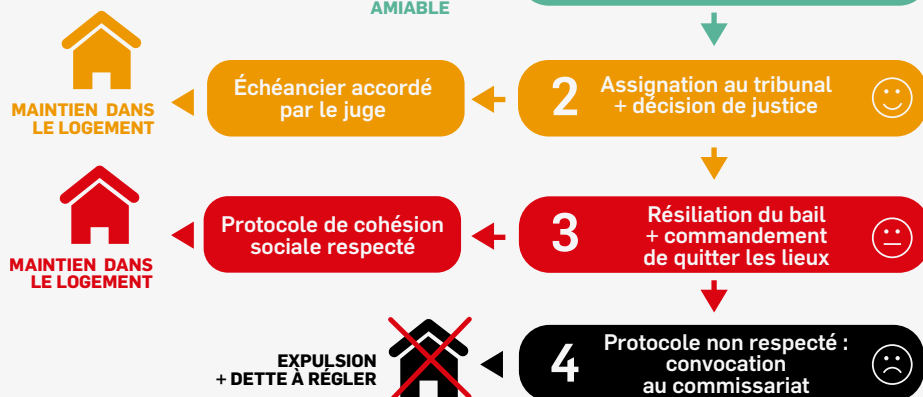 AMIABLE
MAINTIEN DANS
LE LOGEMENT
Échéancier accordé
par le juge
2
Assignation au tribunal
+ décision de justice
MAINTIEN DANS
LE LOGEMENT
Protocole de cohésion
sociale respecté
3
Résiliation du bail
+ commandement
de quitter les lieux
EXPULSION
+ DETTE À RÉGLER
4
Protocole non respecté :
convocation
au commissariat